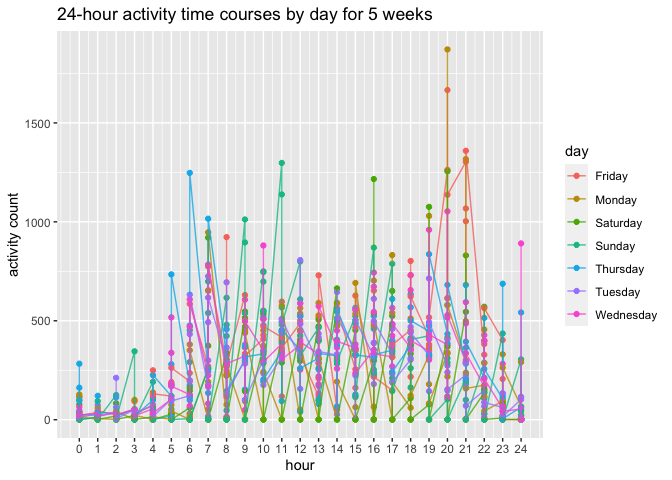 24-hour activity time courses by day for 5 weeks
activity count
1500
1000
500
0
0 1 2 3 4 5 6 7 8 9 10 11 12 13 14 15 16 17 18 19 20 21 22 23 24
hour
day
Friday
Monday
Saturday
Sunday
Thursday
Tuesday
Wednesday